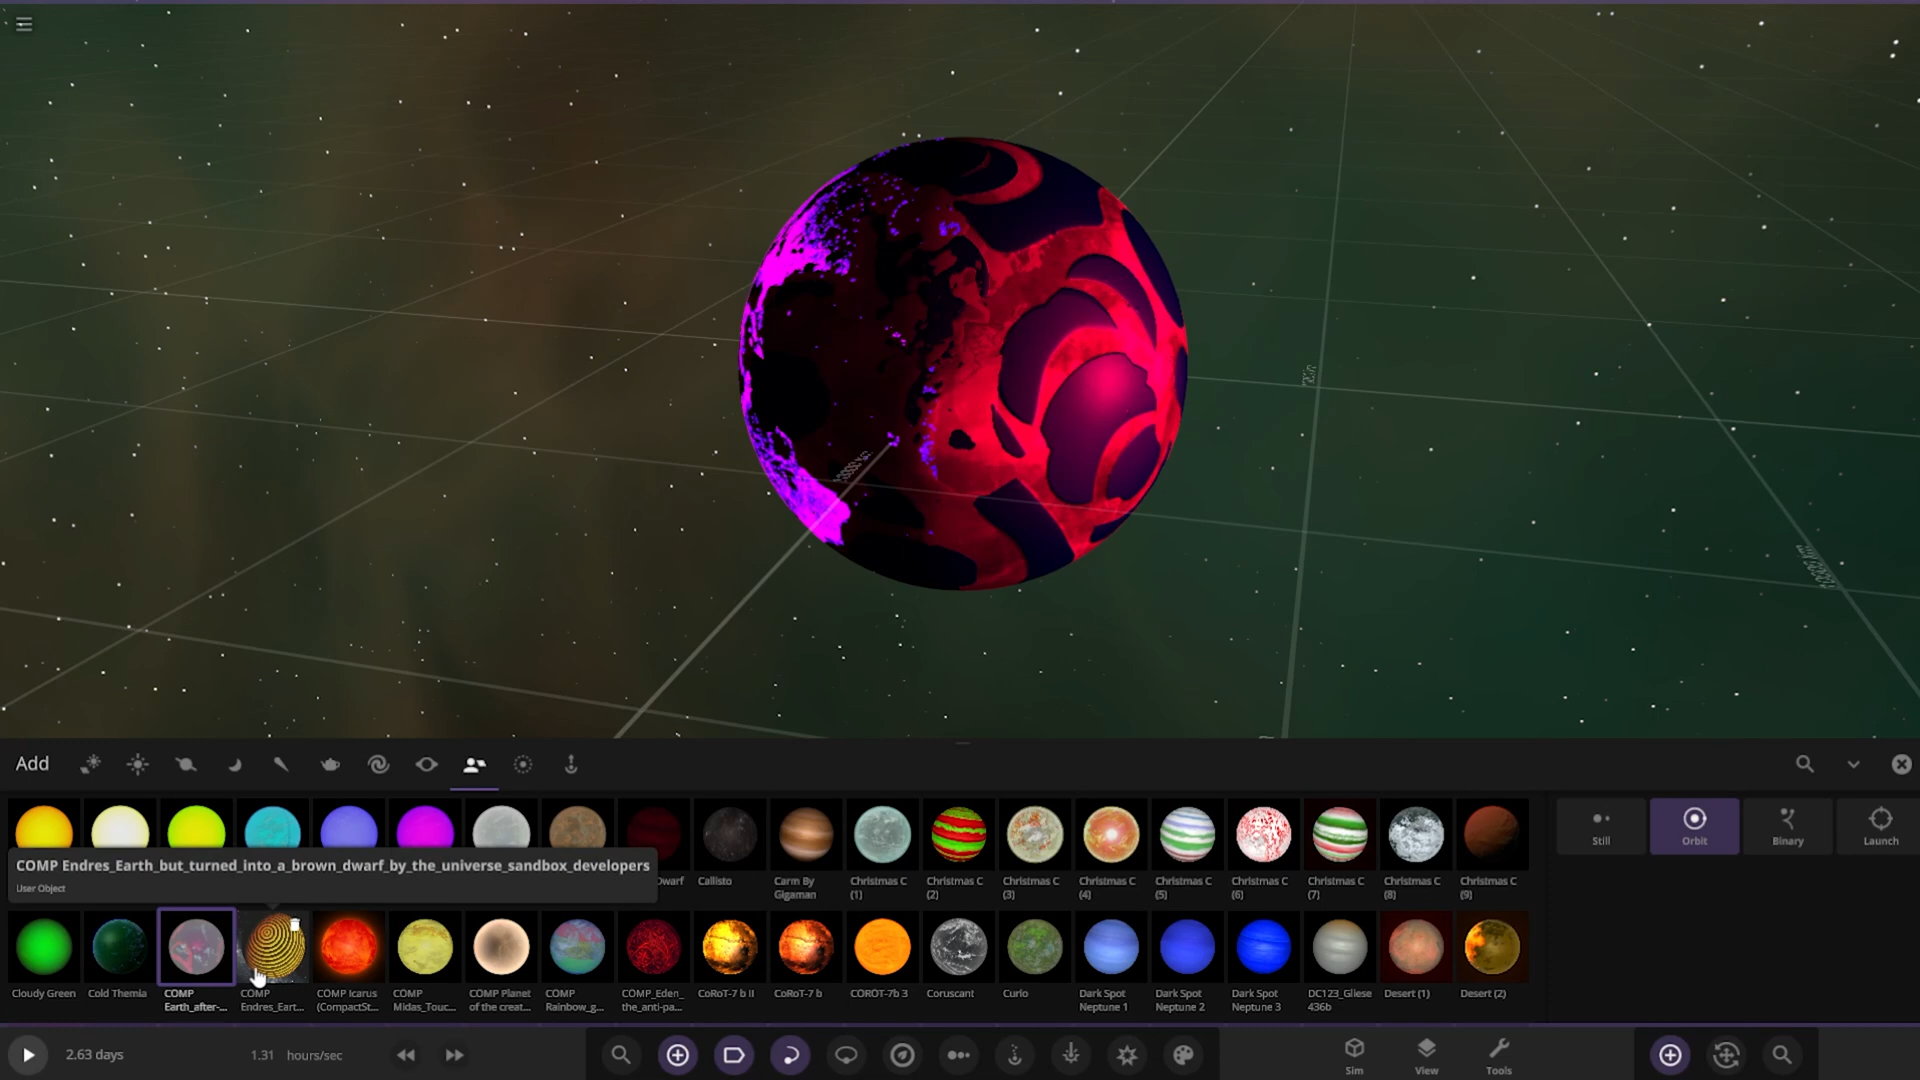 Add
COMP Endres_Earth_but_turned_into_a_brown_dwarf_by_the_universe_sandbox_developers
User Object
Dwarf
Callisto
Carm By
Gigaman
Christmas C
(1)
Christmas C
(2)
Christmas C
(3)
Christmas C
(4)
Christmas C
(5)
Christmas C
(6)
Christmas C
(7)
Christmas C
(8)
Christmas C
(9)
Still
Orbit
Binary
Launch
Cloudy Green
Cold Themia
COMP
Earth_after-...
COMP
Endres_Eart...
COMP Icarus
(CompactSt...
COMP
Midas_Touc...
COMP Planet
of the creat...
COMP
Rainbow_g...
COMP_Eden_
the_anti-pa...
CoRoT-7 b II
CoRoT-7 b
COROT-7b 3
Coruscant
Curlo
Dark Spot
Neptune 1
Dark Spot
Neptune 2
Dark Spot
Neptune 3
DC123_Gliese
436b
Desert (1)
Desert (2)
2.63 days
1.31 hours/sec
Sim
View
Tools